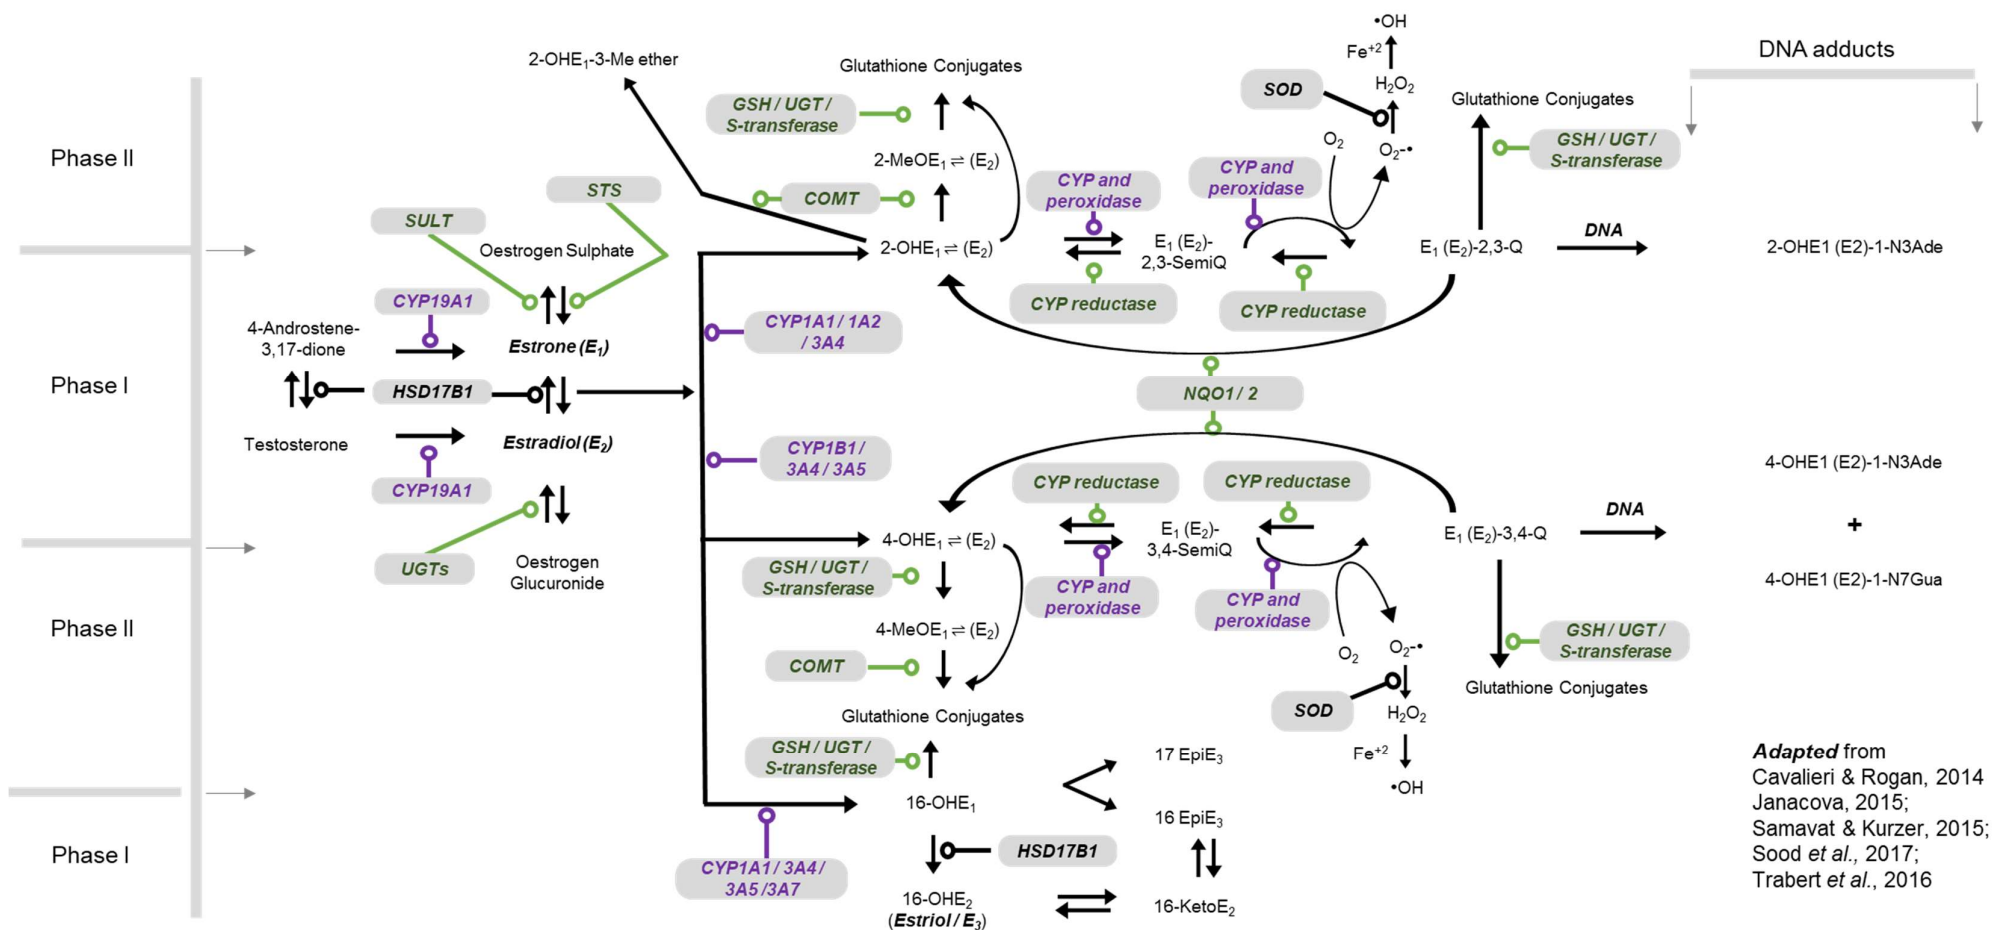 Phase II
Phase I
Phase II
Phase I
4-Androstene-
3,17-dione
Testosterone
SULT
STS
Oestrogen Sulphate
CYP19A1
Estrone (E₁)
HSD17B1
Estradiol (E₂)
CYP19A1
UGTs
Oestrogen
Glucuronide
2-OHE₁-3-Me ether
Glutathione Conjugates
GSH / UGT /
S-transferase
2-MeOE₁ ⇌ (E₂)
COMT
2-OHE₁ ⇌ (E₂)
CYP1A1 / 1A2
/ 3A4
CYP1B1 /
3A4 / 3A5
4-OHE₁ ⇌ (E₂)
GSH / UGT /
S-transferase
4-MeOE₁ ⇌ (E₂)
COMT
Glutathione Conjugates
GSH / UGT /
S-transferase
16-OHE₁
CYP1A1 / 3A4 /
3A5 /3A7
HSD17B1
16-OHE₂
(Estriol / E₃)
17 EpiE₃
16 EpiE₃
16-KetoE₂
CYP and
peroxidase
E₁ (E₂)-
2,3-SemiQ
CYP reductase
CYP and
peroxidase
CYP reductase
•OH
Fe⁺²
H₂O₂
SOD
O₂
O₂-•
Glutathione Conjugates
GSH / UGT /
S-transferase
E₁ (E₂)-2,3-Q
DNA
NQO1 / 2
CYP reductase
E₁ (E₂)-
3,4-SemiQ
CYP and
peroxidase
CYP reductase
CYP and
peroxidase
E₁ (E₂)-3,4-Q
DNA
O₂
O₂-•
SOD
H₂O₂
Fe⁺²
•OH
GSH / UGT /
S-transferase
Glutathione Conjugates
DNA adducts
2-OHE1 (E2)-1-N3Ade
4-OHE1 (E2)-1-N3Ade
+
4-OHE1 (E2)-1-N7Gua
Adapted from
Cavalieri & Rogan, 2014
Janacova, 2015;
Samavat & Kurzer, 2015;
Sood et al., 2017;
Trabert et al., 2016